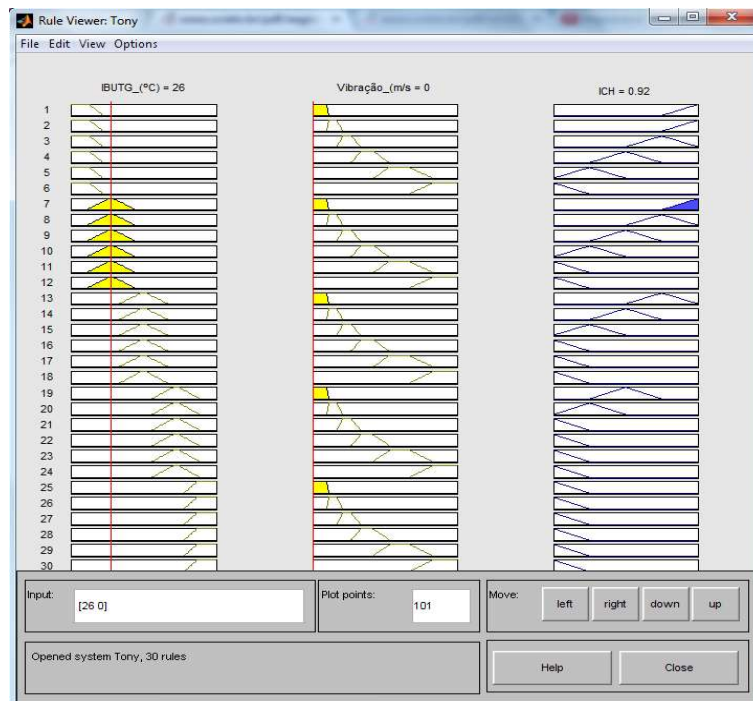 Rule Viewer: Tony
File Edit View Options
IBUTG_(ºC) = 26
Vibração_(m/s = 0
ICH = 0.92
1
2
3
4
5
6
7
8
9
10
11
12
13
14
15
16
17
18
19
20
21
22
23
24
25
26
27
28
29
30
Input:
[26 0]
Plot points:
101
Move:
left
right
down
up
Opened system Tony, 30 rules
Help
Close